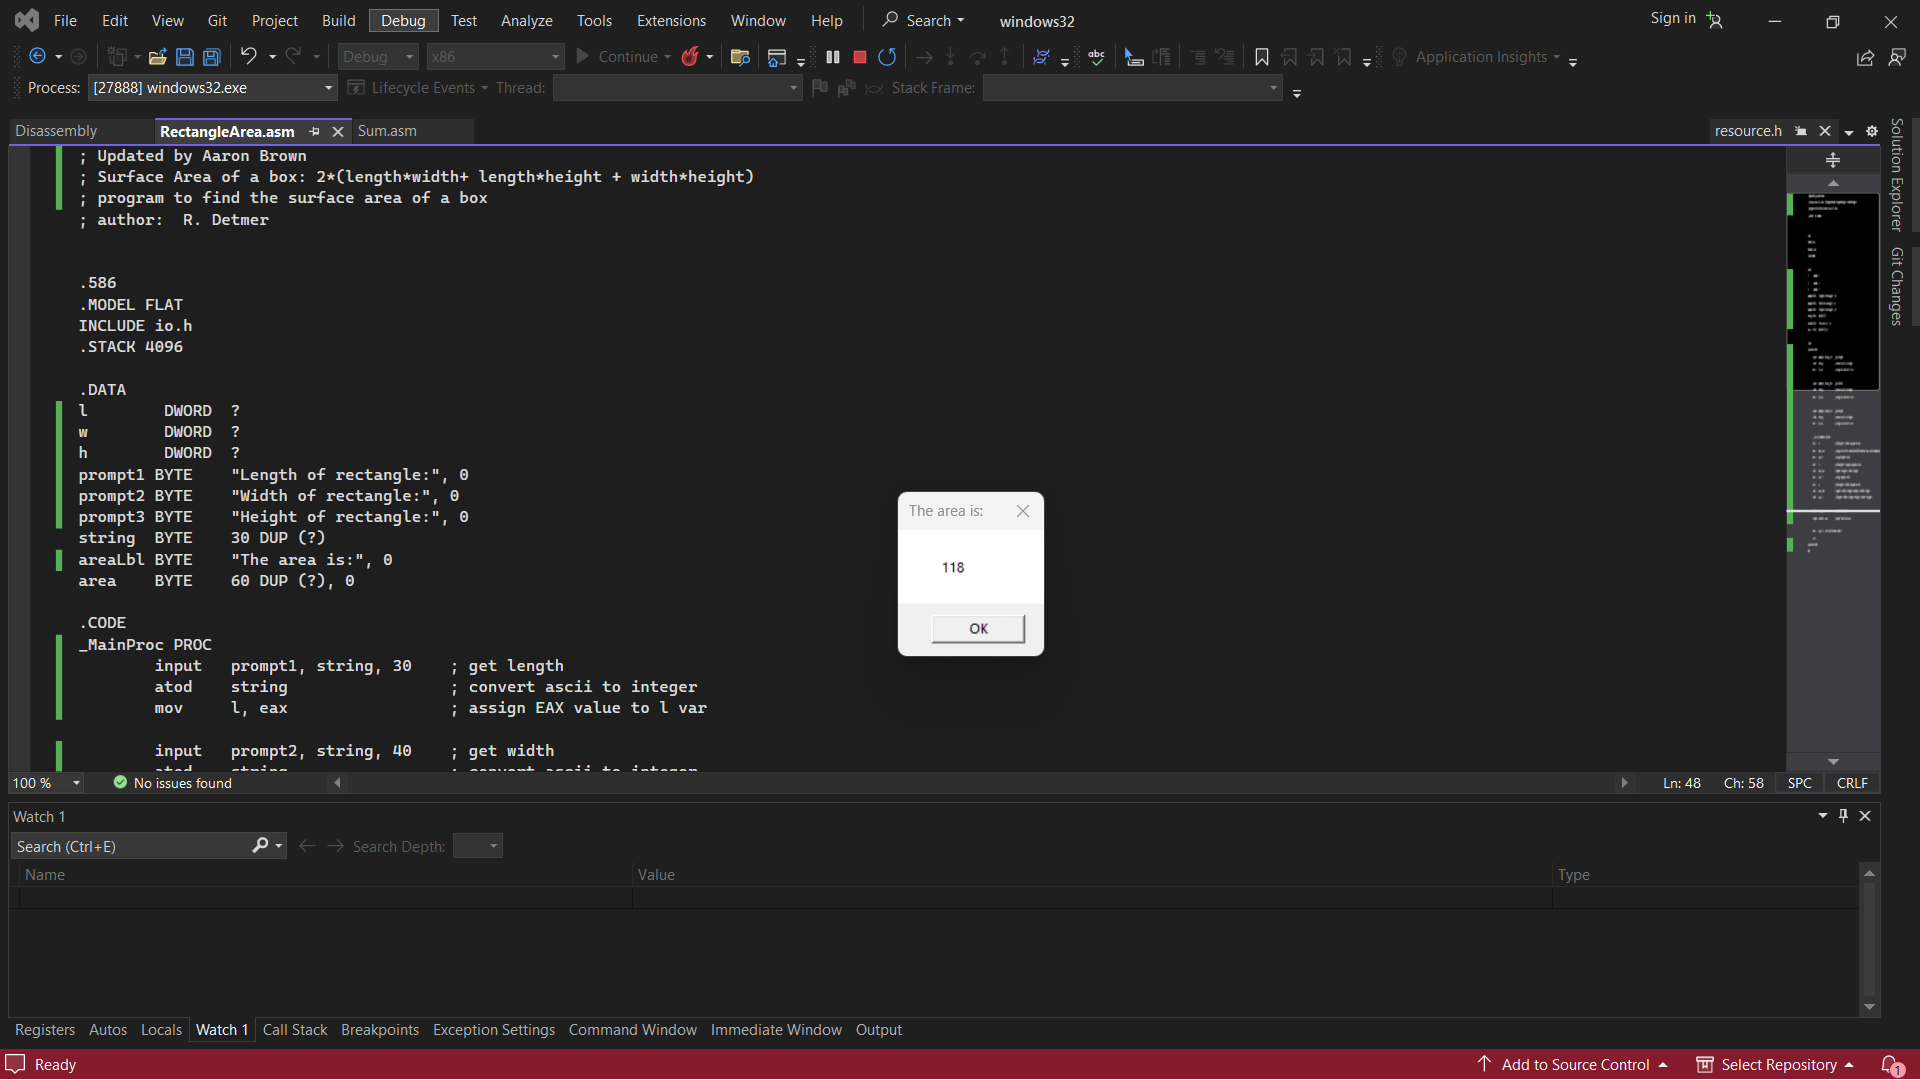 File Edit View Git Project Build Debug Test Analyze Tools Extensions Window Help Search windows32 Sign in
Debug x86 Continue Application Insights
Process: [27888] windows32.exe Lifecycle Events Thread: Stack Frame:
Disassembly RectangleArea.asm Sum.asm resource.h
; Updated by Aaron Brown
; Surface Area of a box: 2*(length*width+ length*height + width*height)
; program to find the surface area of a box
; author:  R. Detmer
.586
.MODEL FLAT
INCLUDE io.h
.STACK 4096
.DATA
l        DWORD  ?
w        DWORD  ?
h        DWORD  ?
prompt1 BYTE    "Length of rectangle:", 0
prompt2 BYTE    "Width of rectangle:", 0
prompt3 BYTE    "Height of rectangle:", 0
string  BYTE    30 DUP (?)
areaLbl BYTE    "The area is:", 0
area    BYTE    60 DUP (?), 0
.CODE
_MainProc PROC
input   prompt1, string, 30    ; get length
atod    string                 ; convert ascii to integer
mov     l, eax                 ; assign EAX value to l var
input   prompt2, string, 40    ; get width
atod    string                 ; convert ascii to integer
The area is:
118
OK
Solution Explorer
Git Changes
100 % No issues found Ln: 48 Ch: 58 SPC CRLF
Watch 1
Search (Ctrl+E) Search Depth:
Name Value Type
Registers Autos Locals Watch 1 Call Stack Breakpoints Exception Settings Command Window Immediate Window Output
Ready Add to Source Control Select Repository 1